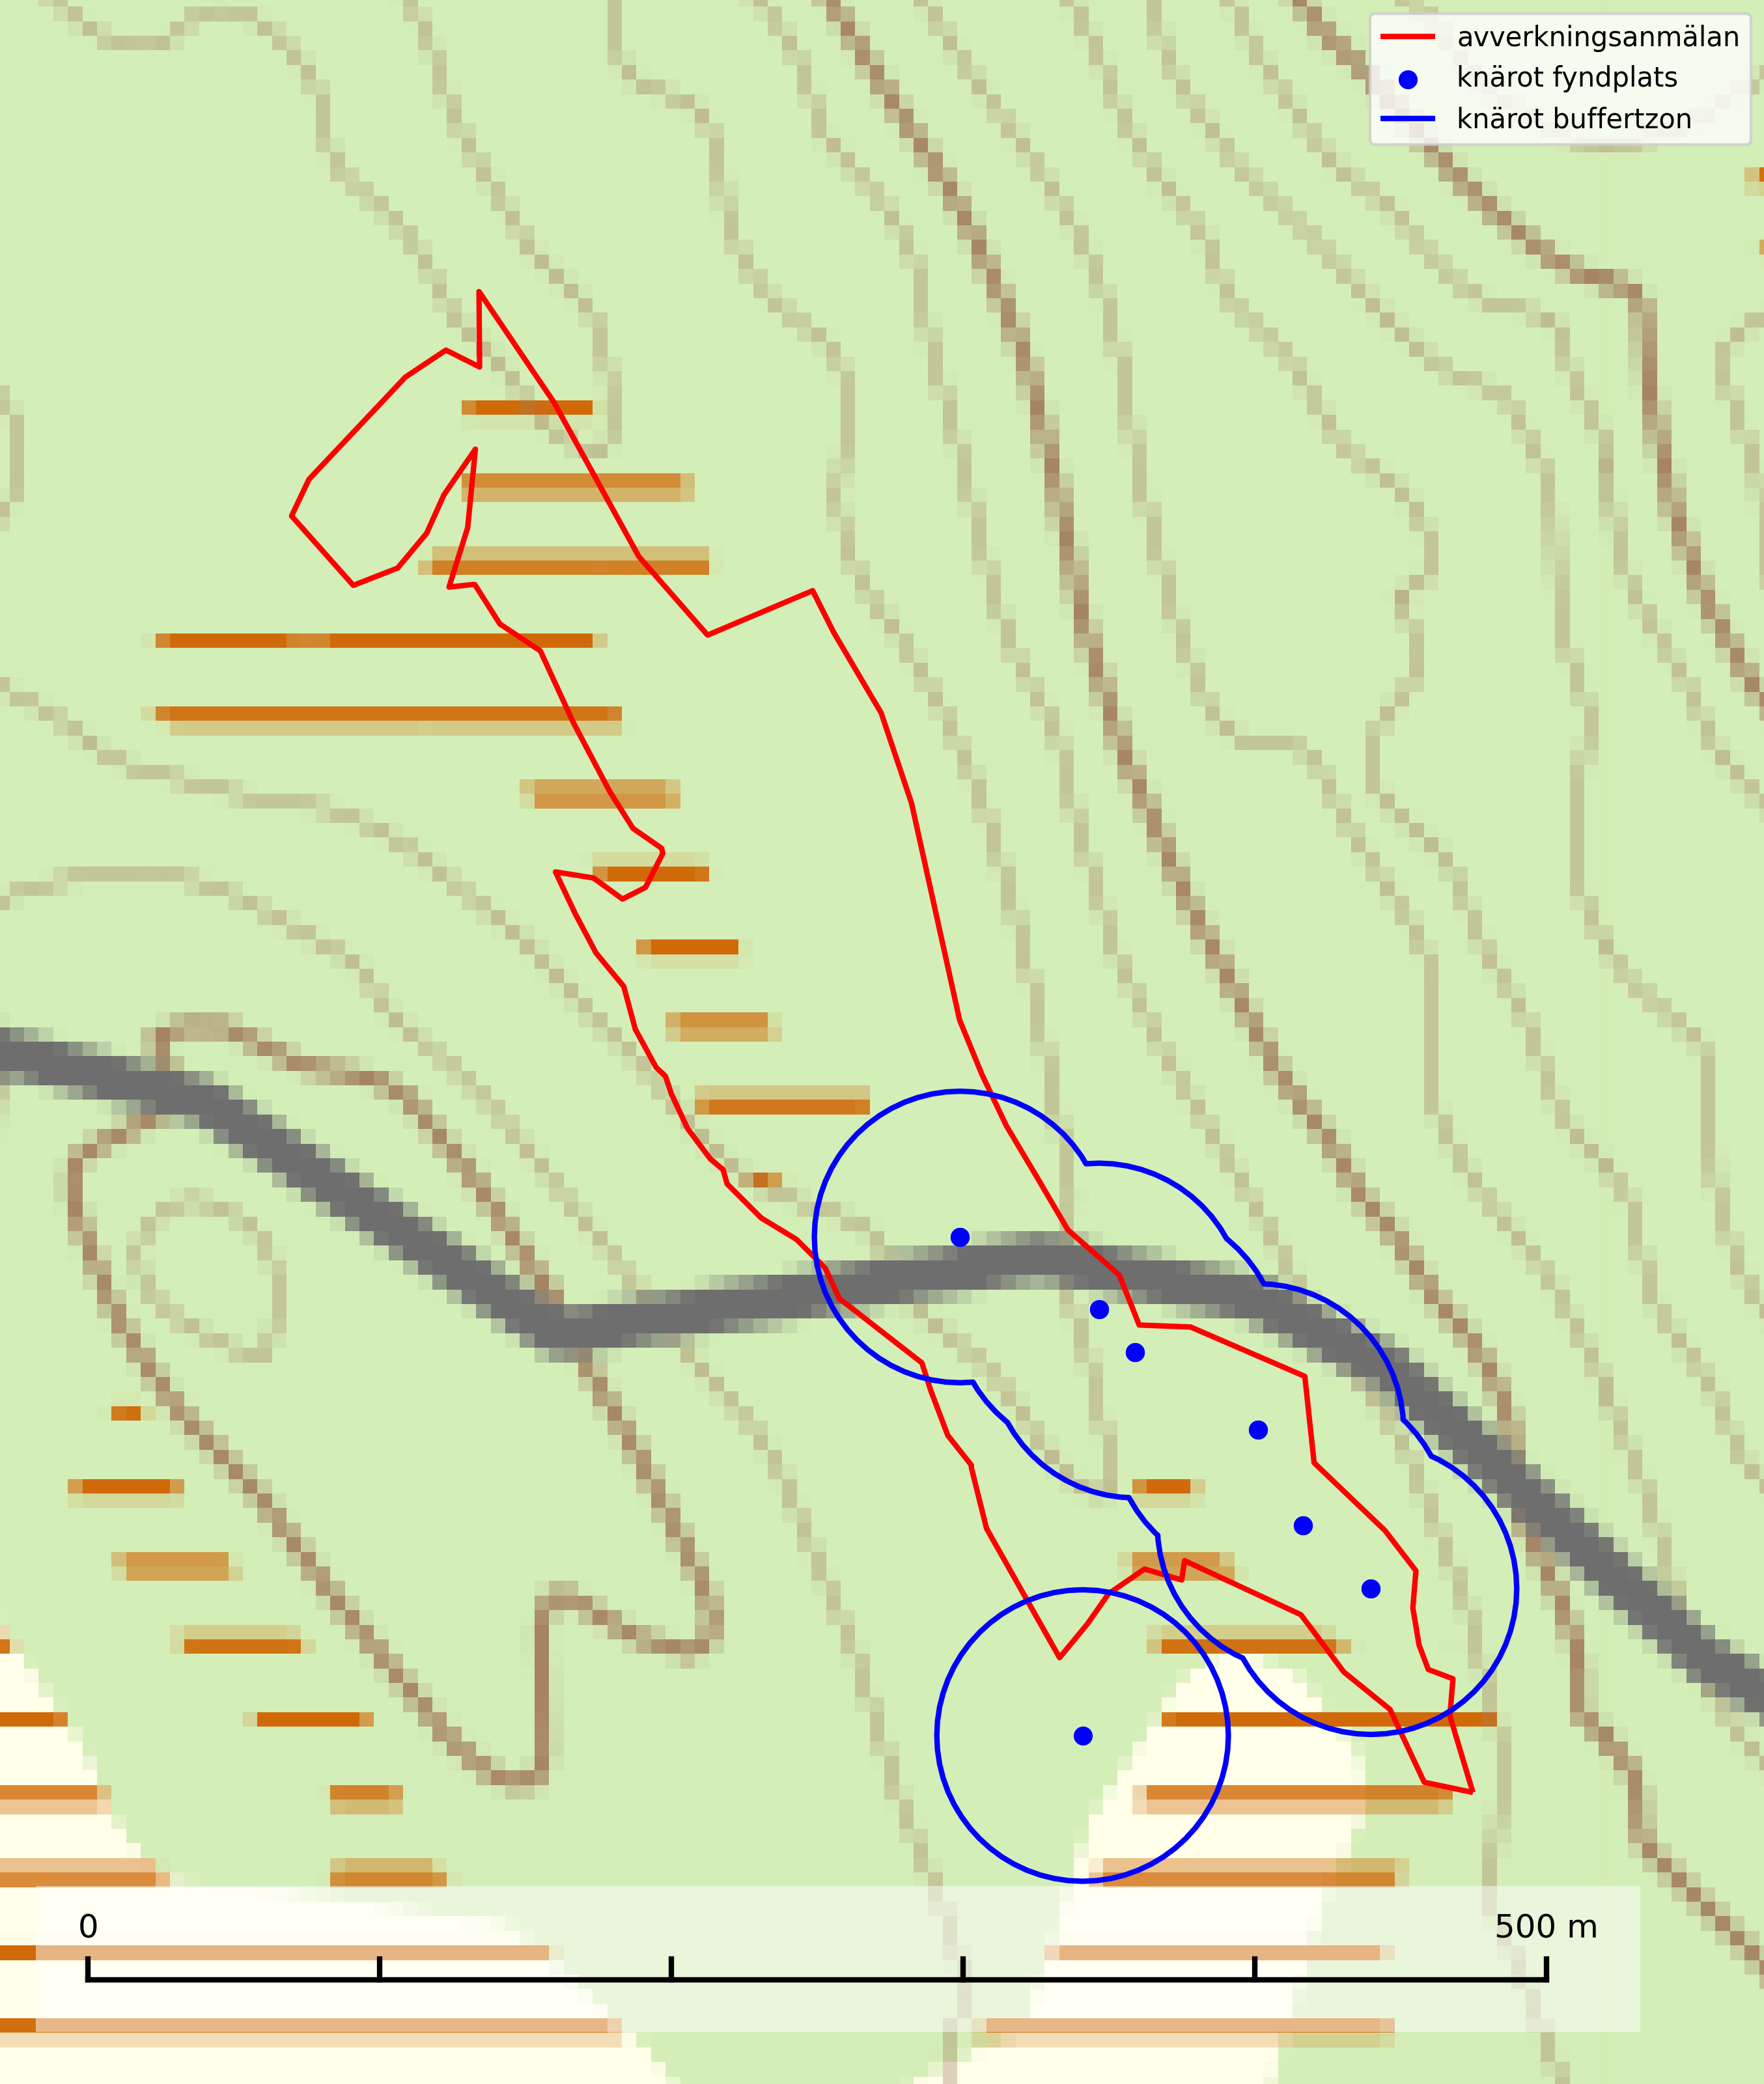 avverkningsanmälan
knärot fyndplats
knärot buffertzon
0 500 m